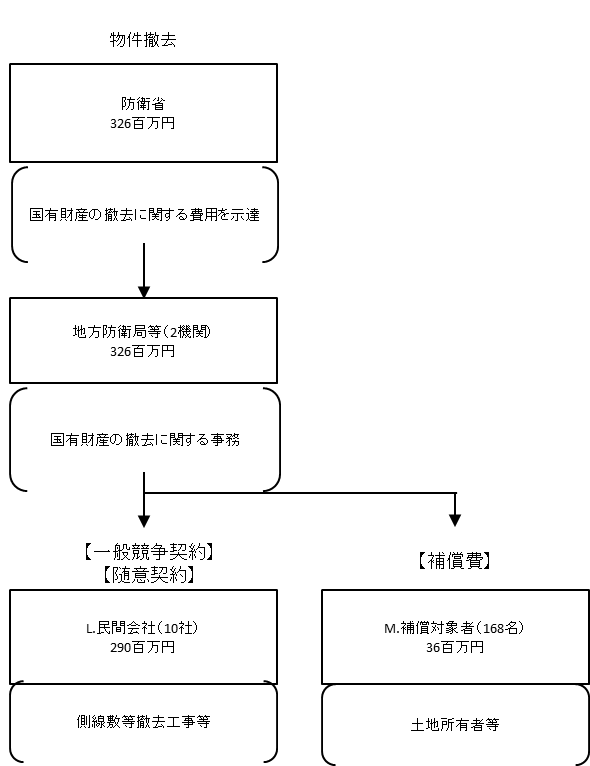 物件撤去
防衛省
326百万円
国有財産の撤去に関する費用を示達
地方防衛局等（2機関）
326百万円
国有財産の撤去に関する事務
【一般競争契約】
【随意契約】
L.民間会社（10社）
290百万円
側線敷等撤去工事等
【補償費】
M.補償対象者（168名）
36百万円
土地所有者等